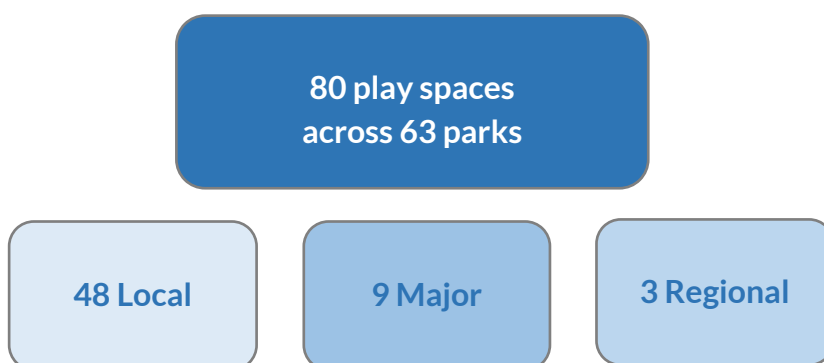 80 play spaces
across 63 parks
48 Local
9 Major
3 Regional